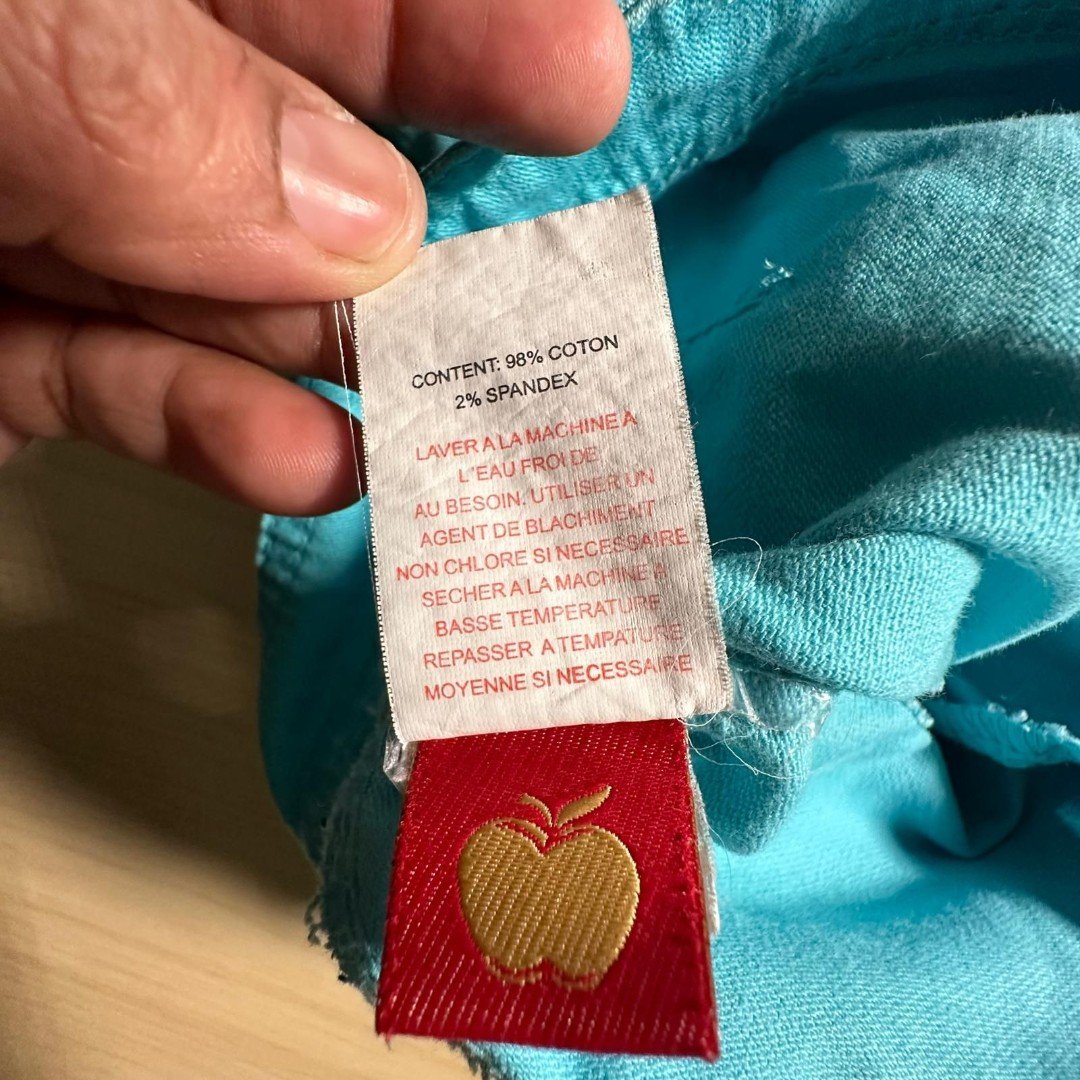 CONTENT: 98% COTON
2% SPANDEX
LAVER A LA MACHINE A
L'EAU FROI DE
AU BESOIN, UTILISER UN
AGENT DE BLACHIMENT
NON CHLORE SI NECESSAIRE
SECHER A LA MACHINE A
BASSE TEMPERATURE
REPASSER A TEMPATURE
MOYENNE SI NECESSAIRE